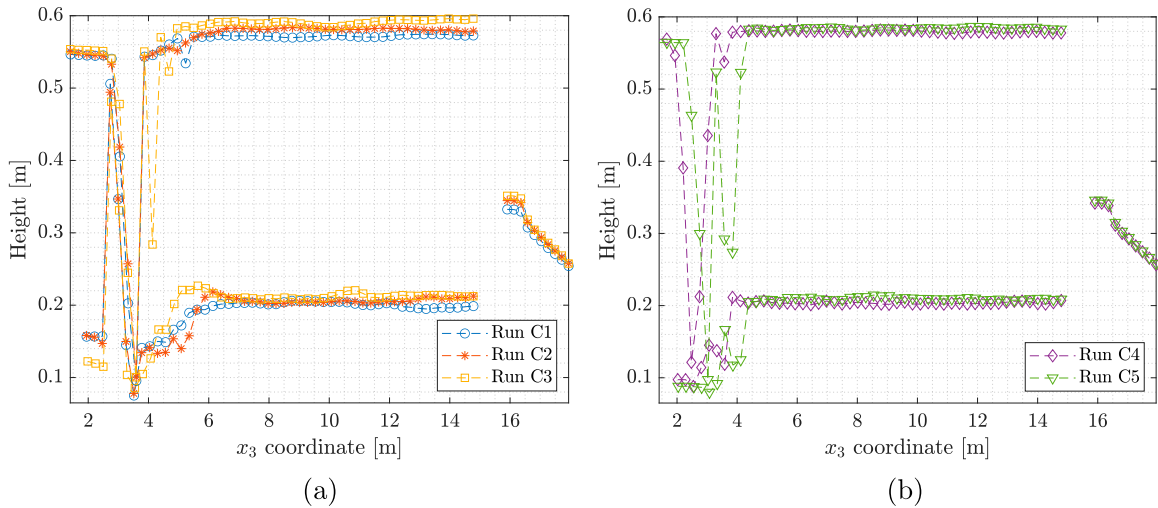 0.6
0.5
0.4
0.3
0.2
0.1
Height [m]
2 4 6 8 10 12 14 16
x₃ coordinate [m]
Run C1
Run C2
Run C3
(a)
0.6
0.5
0.4
0.3
0.2
0.1
Height [m]
2 4 6 8 10 12 14 16
x₃ coordinate [m]
Run C4
Run C5
(b)